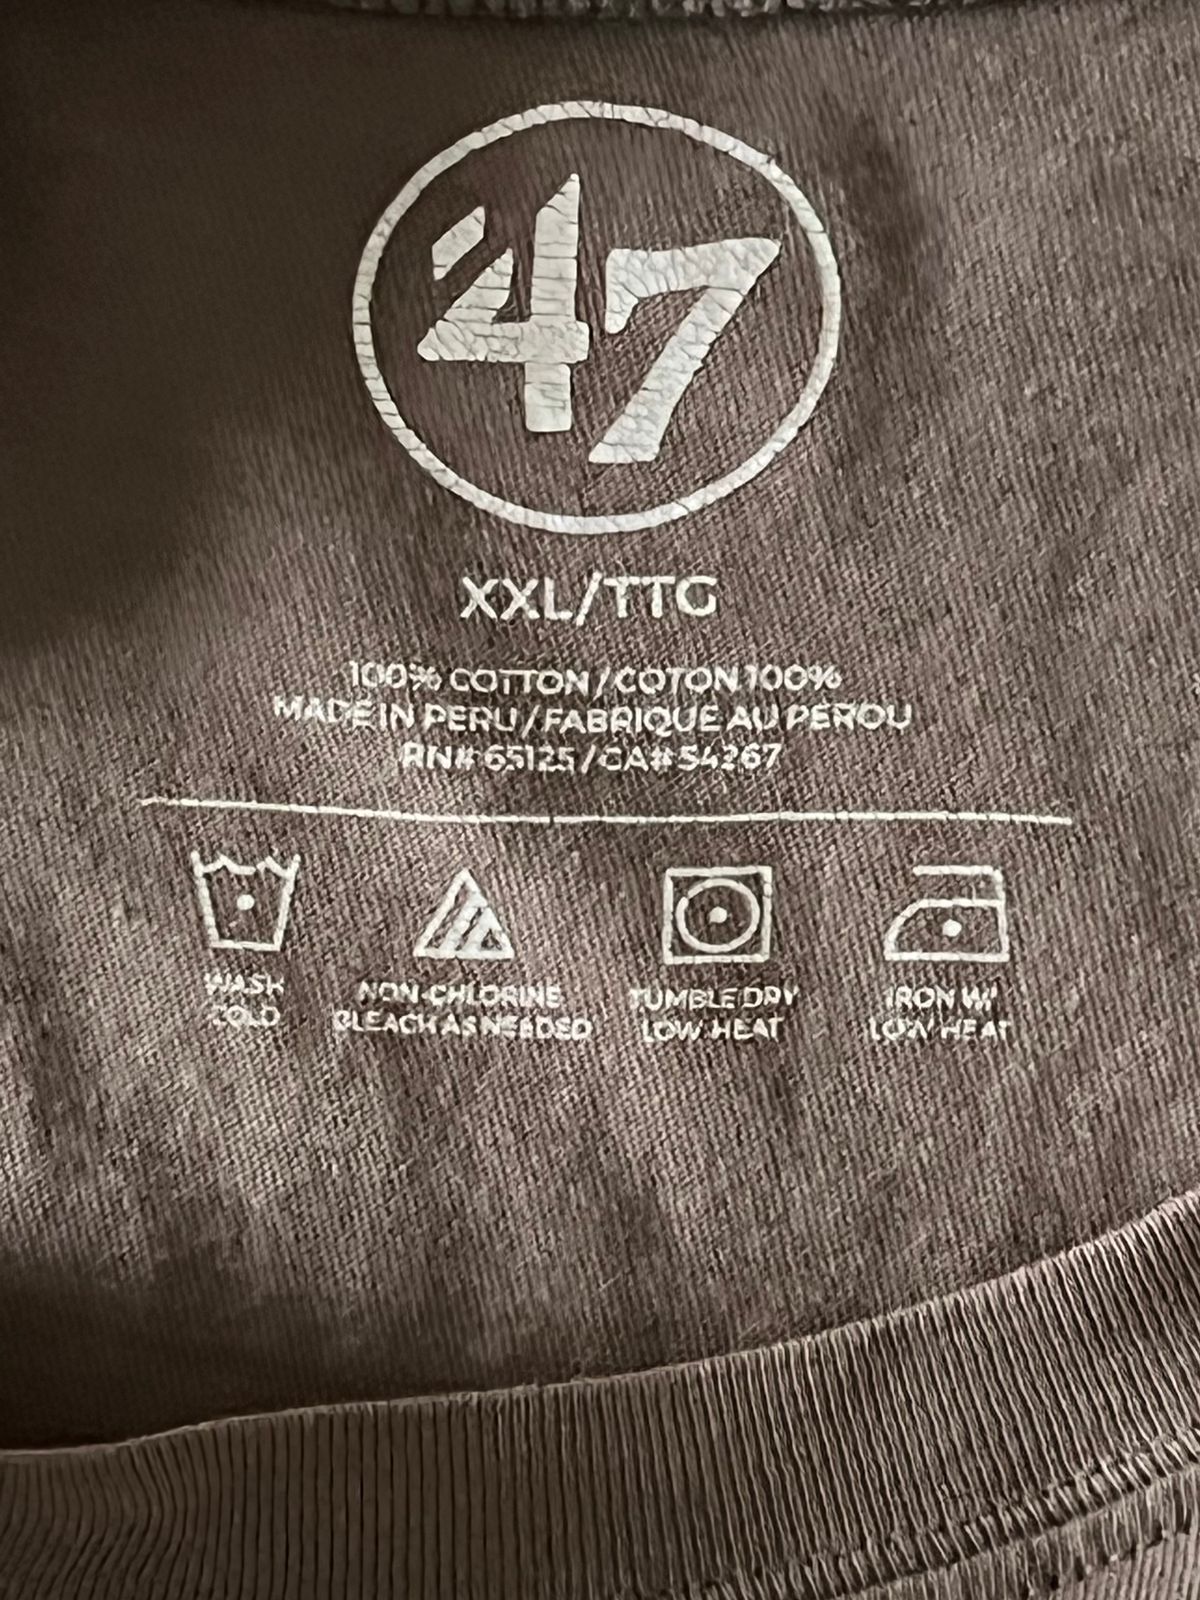 47
XXL/TTG
100% COTTON / COTON 100%
MADE IN PERU / FABRIQUE AU PEROU
RN# 65125 / CA# 54267
WASH
COLD
NON-CHLORINE
BLEACH AS NEEDED
TUMBLE DRY
LOW HEAT
IRON W/
LOW HEAT